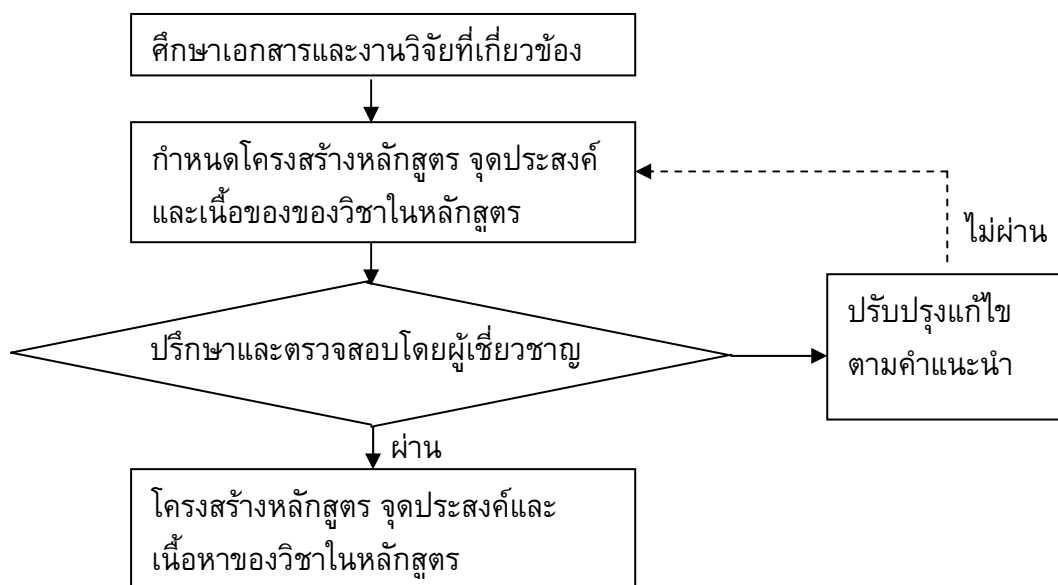 ศึกษาเอกสารและงานวิจัยที่เกี่ยวข้อง
กำหนดโครงสร้างหลักสูตร จุดประสงค์
และเนื้อของของวิชาในหลักสูตร
ไม่ผ่าน
ปรึกษาและตรวจสอบโดยผู้เชี่ยวชาญ
ปรับปรุงแก้ไข
ตามคำแนะนำ
ผ่าน
โครงสร้างหลักสูตร จุดประสงค์และ
เนื้อหาของวิชาในหลักสูตร